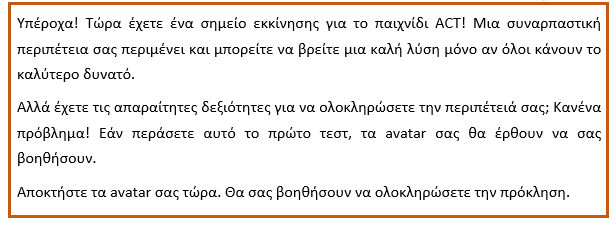 Υπέροχα! Τώρα έχετε ένα σημείο εκκίνησης για το παιχνίδι ACT! Μια συναρπαστική
περιπέτεια σας περιμένει και μπορείτε να βρείτε μια καλή λύση μόνο αν όλοι κάνουν το
καλύτερο δυνατό.
Αλλά έχετε τις απαραίτητες δεξιότητες για να ολοκληρώσετε την περιπέτειά σας; Κανένα
πρόβλημα! Εάν περάσετε αυτό το πρώτο τεστ, τα avatar σας θα έρθουν να σας
βοηθήσουν.
Αποκτήστε τα avatar σας τώρα. Θα σας βοηθήσουν να ολοκληρώσετε την πρόκληση.